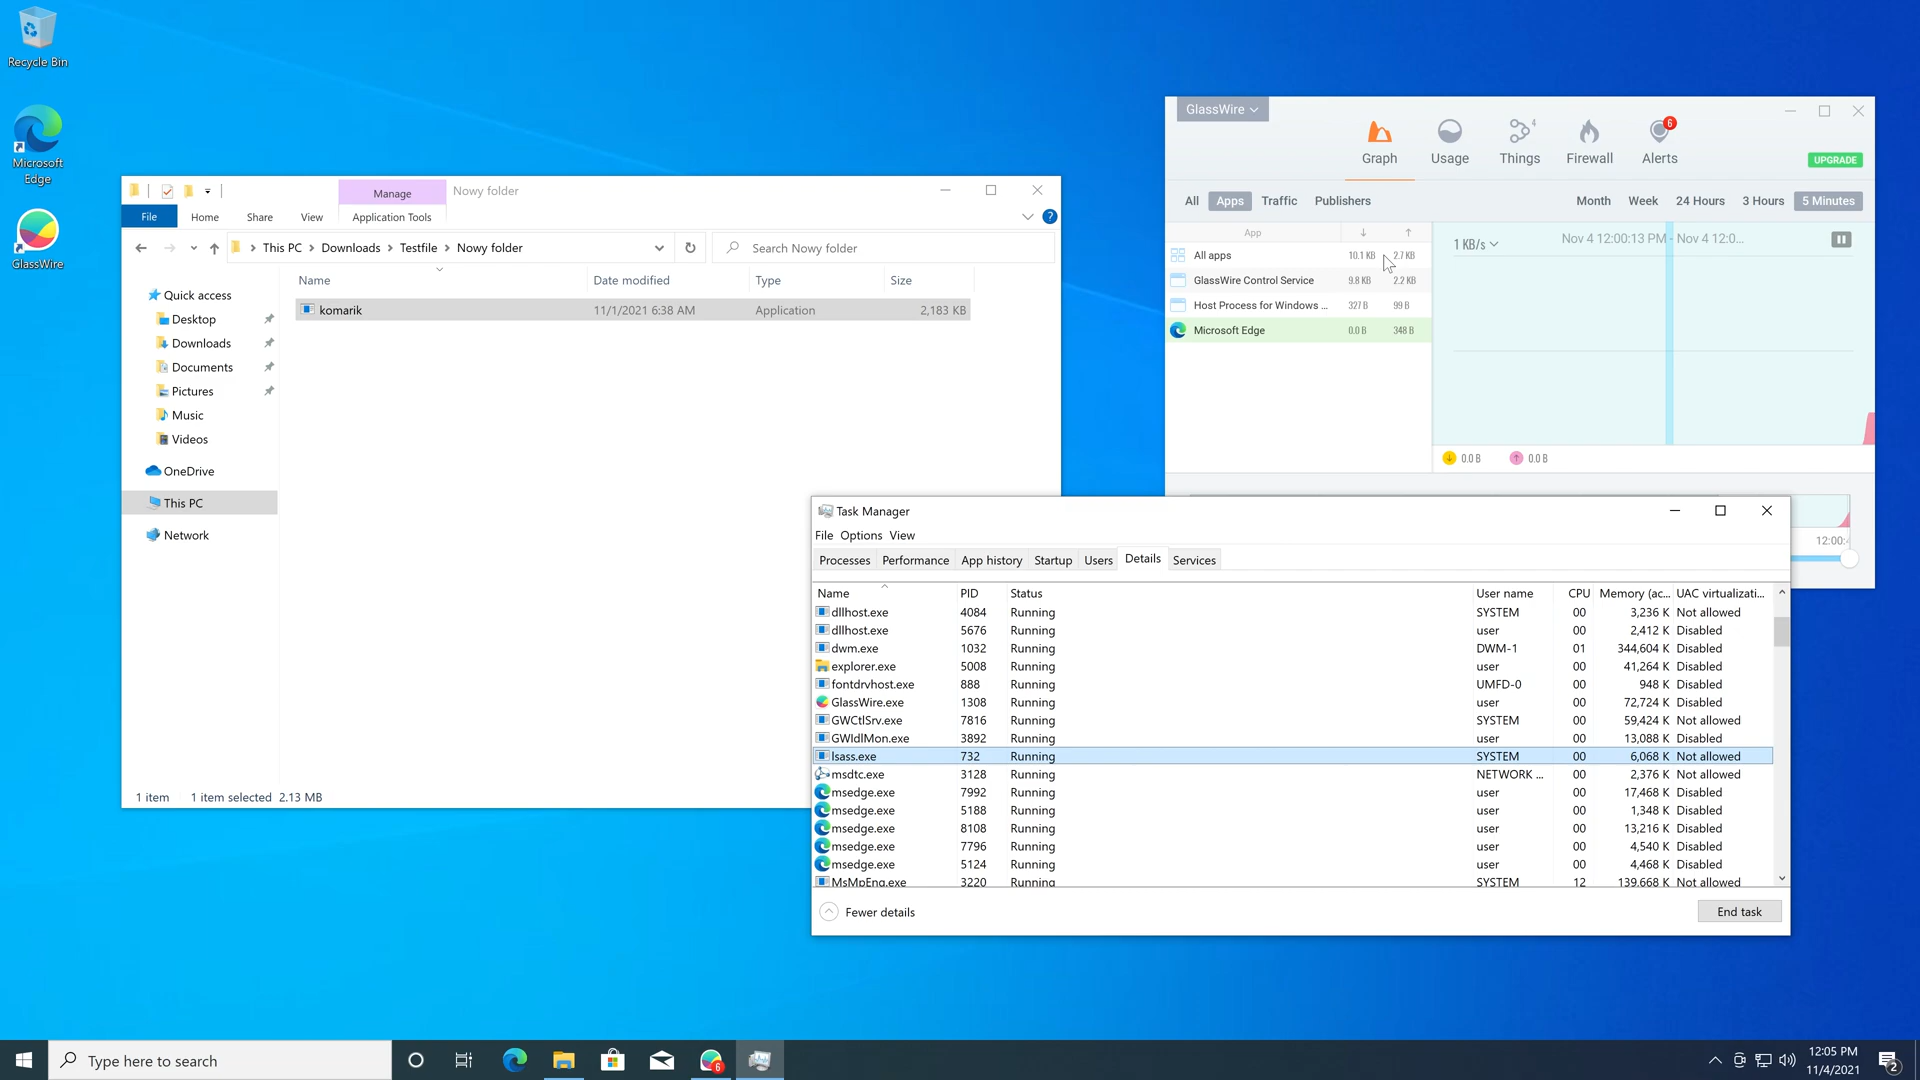 Recycle Bin
Microsoft
Edge
GlassWire
Manage
Nowy folder
File
Home
Share
View
Application Tools
This PC
Downloads
Testfile
Nowy folder
Search Nowy folder
Name
Date modified
Type
Size
komarik
11/1/2021 6:38 AM
Application
2,183 KB
Quick access
Desktop
Downloads
Documents
Pictures
Music
Videos
OneDrive
This PC
Network
1 item
1 item selected 2.13 MB
GlassWire
Graph
Usage
Things
4
Firewall
Alerts
6
UPGRADE
All
Apps
Traffic
Publishers
Month
Week
24 Hours
3 Hours
5 Minutes
App
All apps 10.1 KB 2.7 KB
GlassWire Control Service 9.8 KB 2.2 KB
Host Process for Windows ... 327 B 99 B
Microsoft Edge 0.0 B 348 B
1 KB/s
Nov 4 12:00:13 PM - Nov 4 12:0...
0.0 B
0.0 B
12:00:4
Task Manager
File Options View
Processes Performance App history Startup Users Details Services
Name PID Status User name CPU Memory (ac... UAC virtualizati...
dllhost.exe 4084 Running SYSTEM 00 3,236 K Not allowed
dllhost.exe 5676 Running user 00 2,412 K Disabled
dwm.exe 1032 Running DWM-1 01 344,604 K Disabled
explorer.exe 5008 Running user 00 41,264 K Disabled
fontdrvhost.exe 888 Running UMFD-0 00 948 K Disabled
GlassWire.exe 1308 Running user 00 72,724 K Disabled
GWCtlSrv.exe 7816 Running SYSTEM 00 59,424 K Not allowed
GWIdlMon.exe 3892 Running user 00 13,088 K Disabled
lsass.exe 732 Running SYSTEM 00 6,068 K Not allowed
msdtc.exe 3128 Running NETWORK ... 00 2,376 K Not allowed
msedge.exe 7992 Running user 00 17,468 K Disabled
msedge.exe 5188 Running user 00 1,348 K Disabled
msedge.exe 8108 Running user 00 13,216 K Disabled
msedge.exe 7796 Running user 00 4,540 K Disabled
msedge.exe 5124 Running user 00 4,468 K Disabled
MsMpEng.exe 3220 Running SYSTEM 12 139,668 K Not allowed
Fewer details
End task
Type here to search
6
12:05 PM
11/4/2021
2